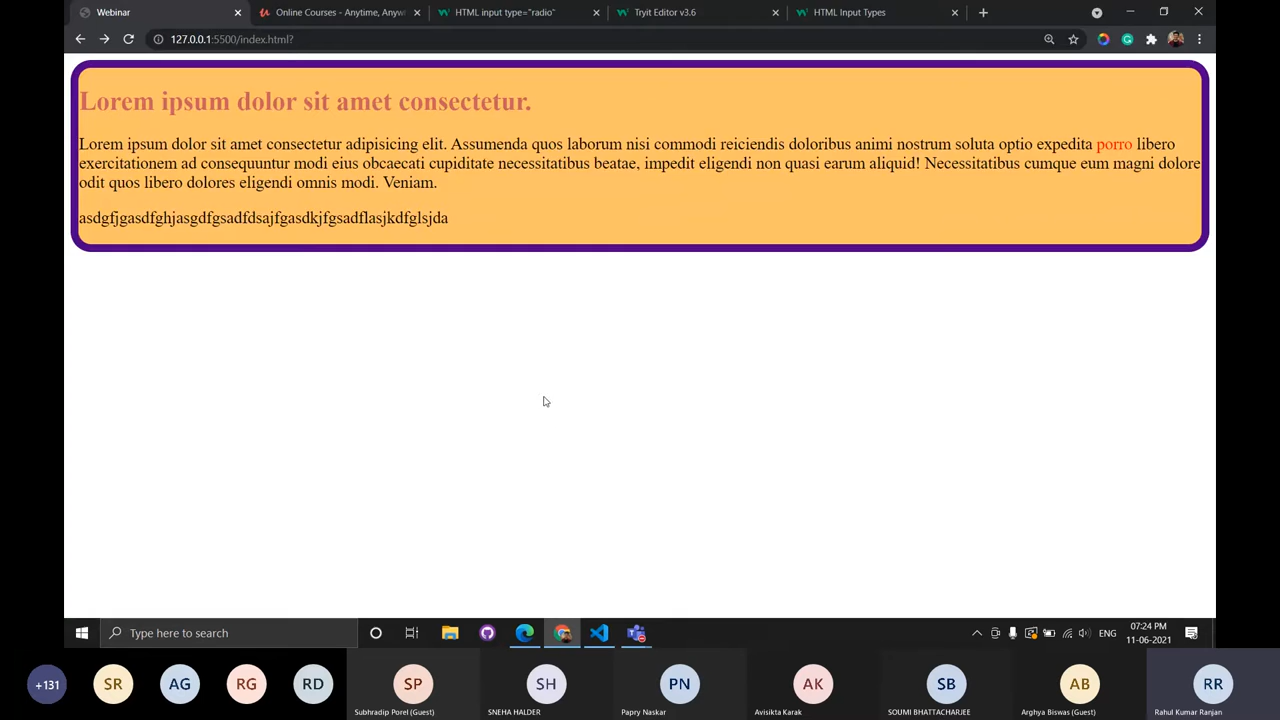 Webinar
Online Courses - Anytime, Anyw
HTML input type="radio"
Tryit Editor v3.6
HTML Input Types
127.0.0.1:5500/index.html?
Lorem ipsum dolor sit amet consectetur.
Lorem ipsum dolor sit amet consectetur adipisicing elit. Assumenda quos laborum nisi commodi reiciendis doloribus animi nostrum soluta optio expedita porro libero
exercitationem ad consequuntur modi eius obcaecati cupiditate necessitatibus beatae, impedit eligendi non quasi earum aliquid! Necessitatibus cumque eum magni dolore
odit quos libero dolores eligendi omnis modi. Veniam.
asdgfjgasdfghjasgdfgsadfdsajfgasdkjfgsadflasjkdfglsjda
Type here to search
ENG
07:24 PM
11-06-2021
+131
SR
AG
RG
RD
SP
SH
PN
AK
SB
AB
RR
Subhradip Porel (Guest)
SNEHA HALDER
Papry Naskar
Avisikta Karak
SOUMI BHATTACHARJEE
Arghya Biswas (Guest)
Rahul Kumar Ranjan